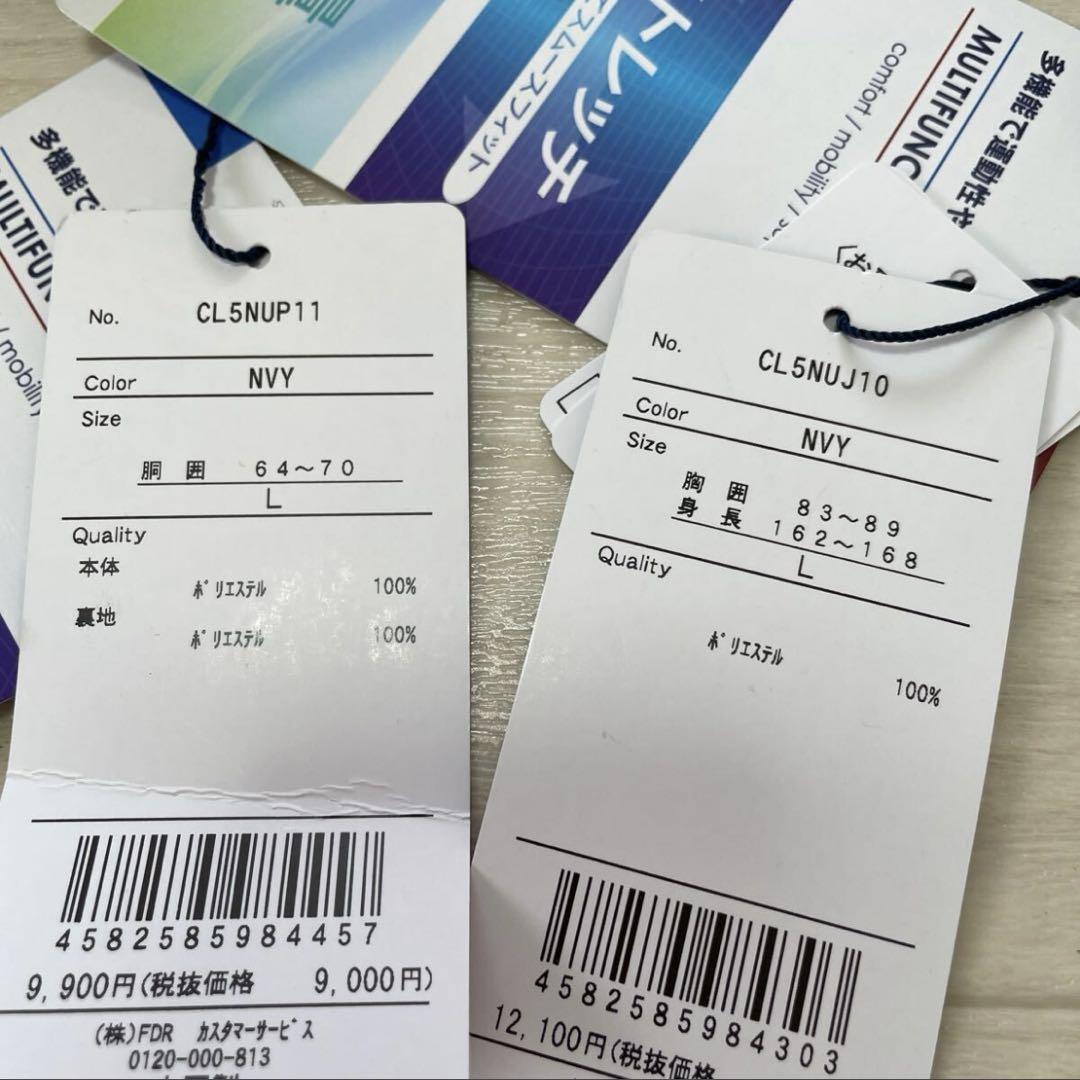 トレッチ
スムースフィット
多機能で運動性や
MULTIFUNC
comfort / mobility /
多機能で
MULTIFUN
/ mobility
No. CL5NUP11
Color NVY
Size
胴 囲 64～70
L
Quality
本体
ポリエステル 100%
裏地
ポリエステル 100%
4582585984457
9,900円(税抜価格 9,000円)
(株)FDR カスタマーサービス
0120-000-813
No. CL5NUJ10
Color NVY
Size
胸 囲 83～89
身 長 162～168
L
Quality
ポリエステル
100%
4582585984303
12,100円(税抜価格